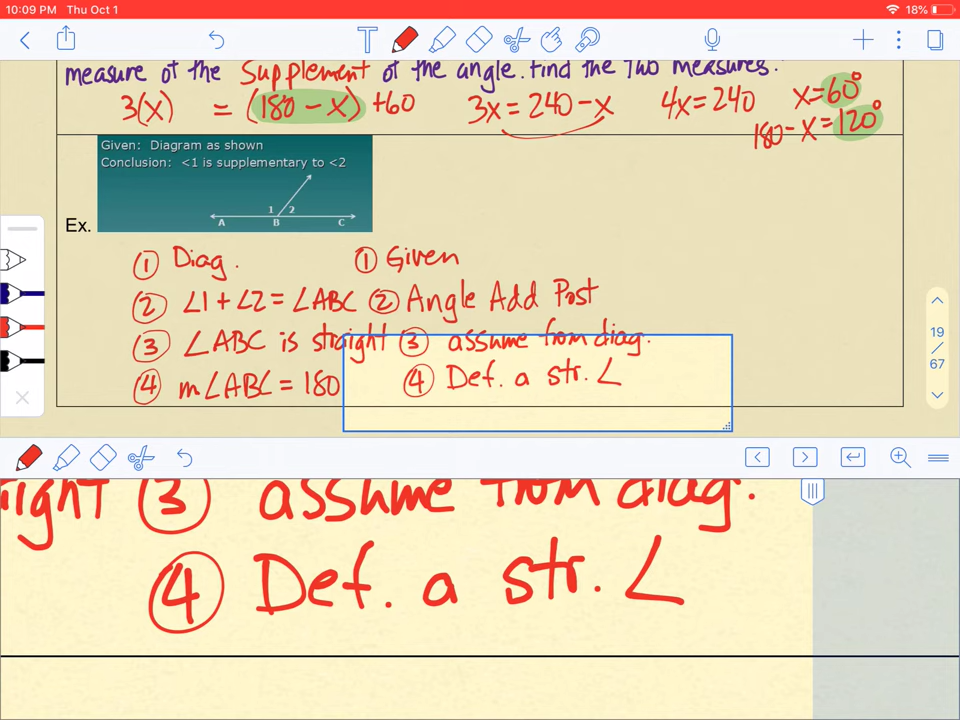 10:09 PM Thu Oct 1 18%
T
measure of the Supplement of the angle. Find the Two measures.
3(x) = (180 - x) +60 3x = 240 - x 4x = 240 x = 60°
180 - x = 120°
Given: Diagram as shown
Conclusion: <1 is supplementary to <2
1 2
A B C
Ex.
① Diag. ① Given
② ∠1 + ∠2 = ∠ABC ② Angle Add Post
③ ∠ABC is straight ③ assume from diag.
④ m∠ABC = 180 ④ Def. a str. ∠
19
/
67
raight ③ assume from diag.
④ Def. a str. ∠